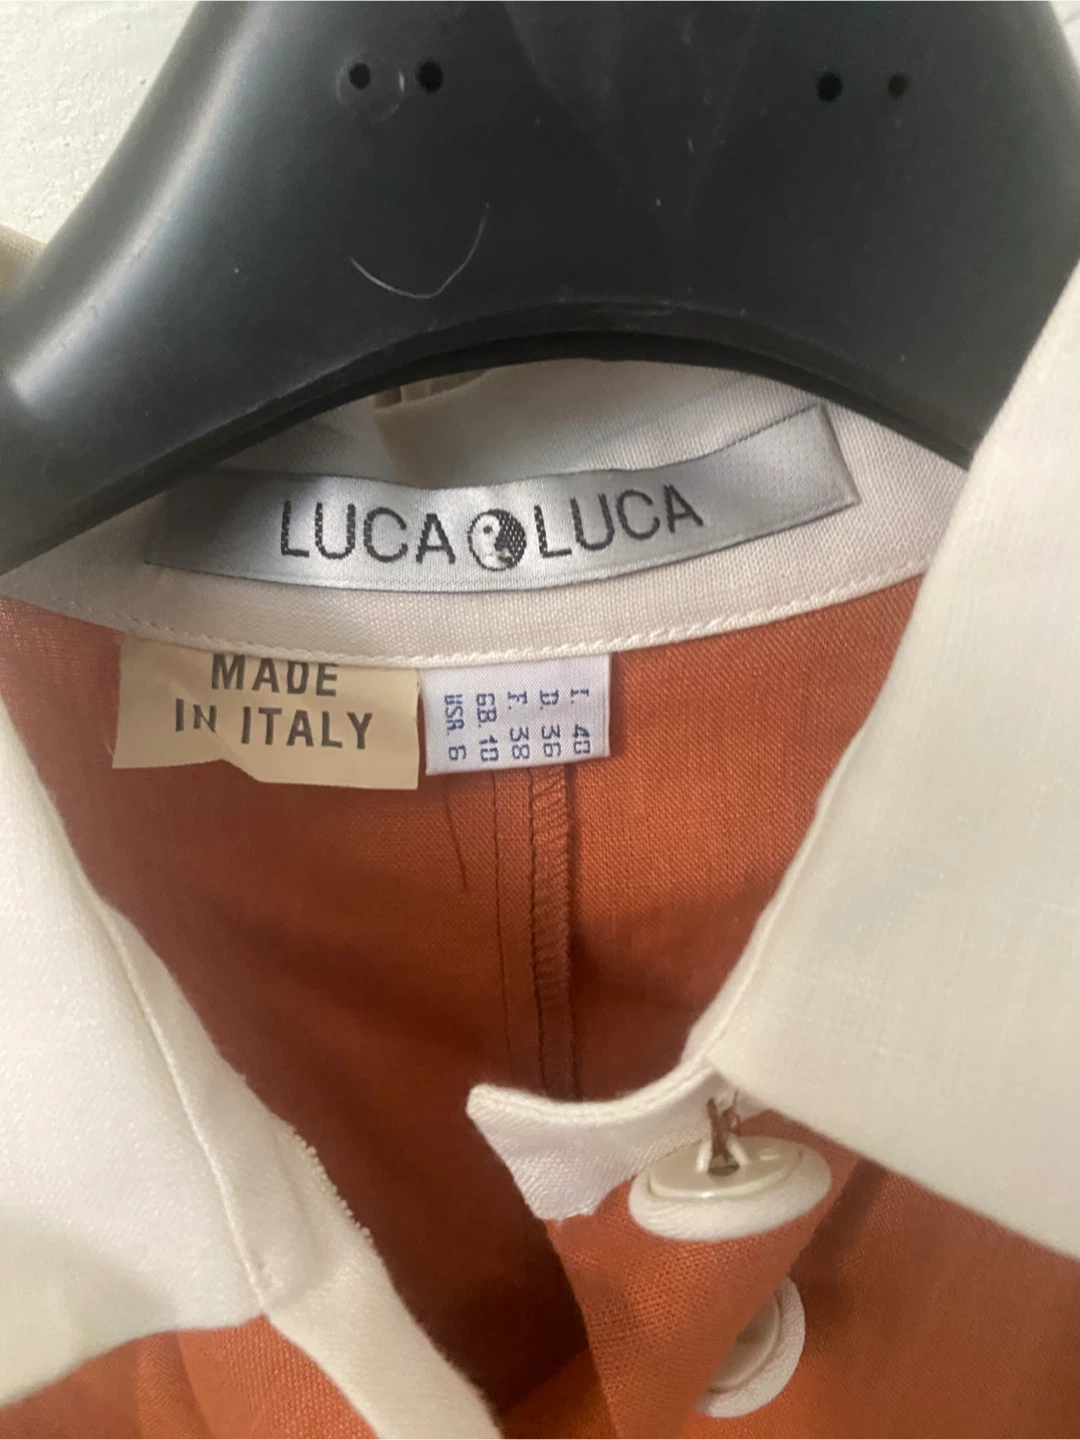 LUCA LUCA
MADE
IN ITALY
I. 40
D. 36
F. 38
GB. 10
USA. 6